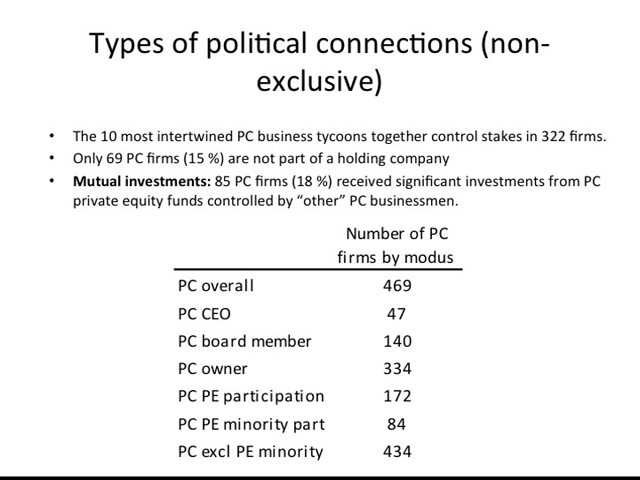 Types of political connections (non-
exclusive)
• The 10 most intertwined PC business tycoons together control stakes in 322 firms.
• Only 69 PC firms (15 %) are not part of a holding company
• Mutual investments: 85 PC firms (18 %) received significant investments from PC
private equity funds controlled by “other” PC businessmen.
Number of PC
firms by modus
PC overall 469
PC CEO 47
PC board member 140
PC owner 334
PC PE participation 172
PC PE minority part 84
PC excl PE minority 434